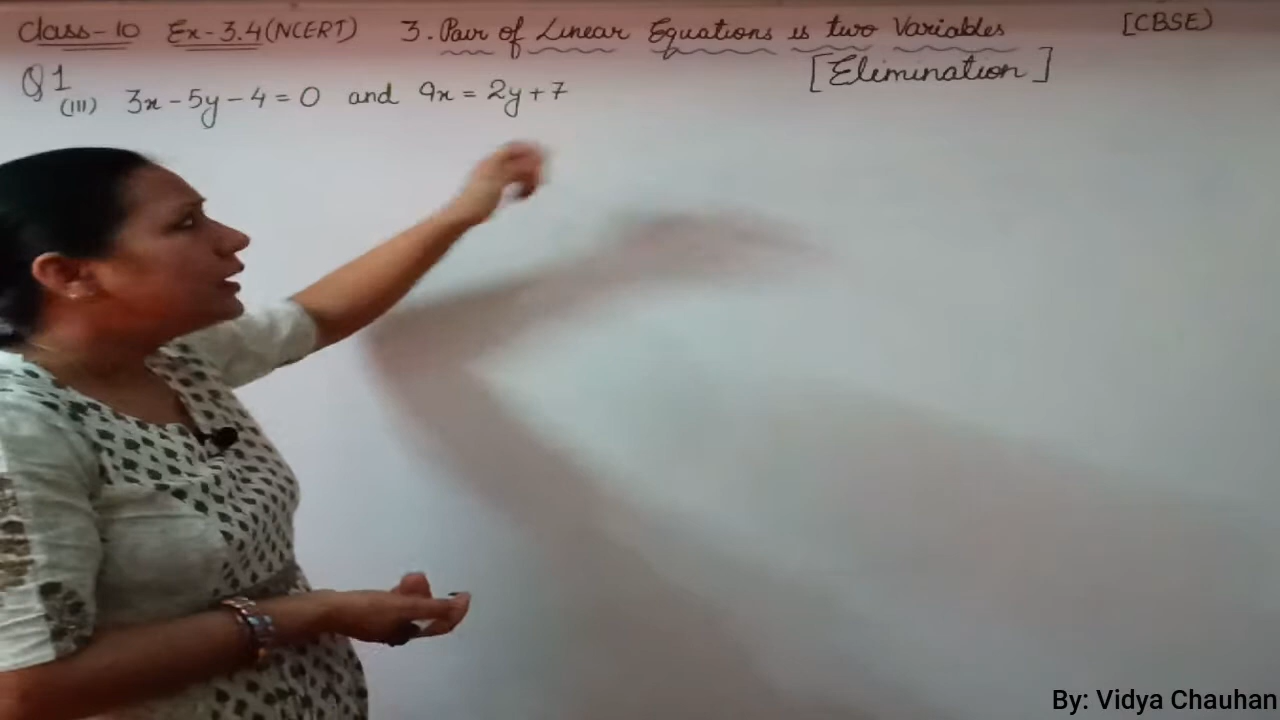 Class-10 Ex-3.4(NCERT) 3. Pair of Linear Equations is two Variables [CBSE)
[Elimination]
Q1
(III) 3x - 5y - 4 = 0 and 9x = 2y + 7
By: Vidya Chauhan